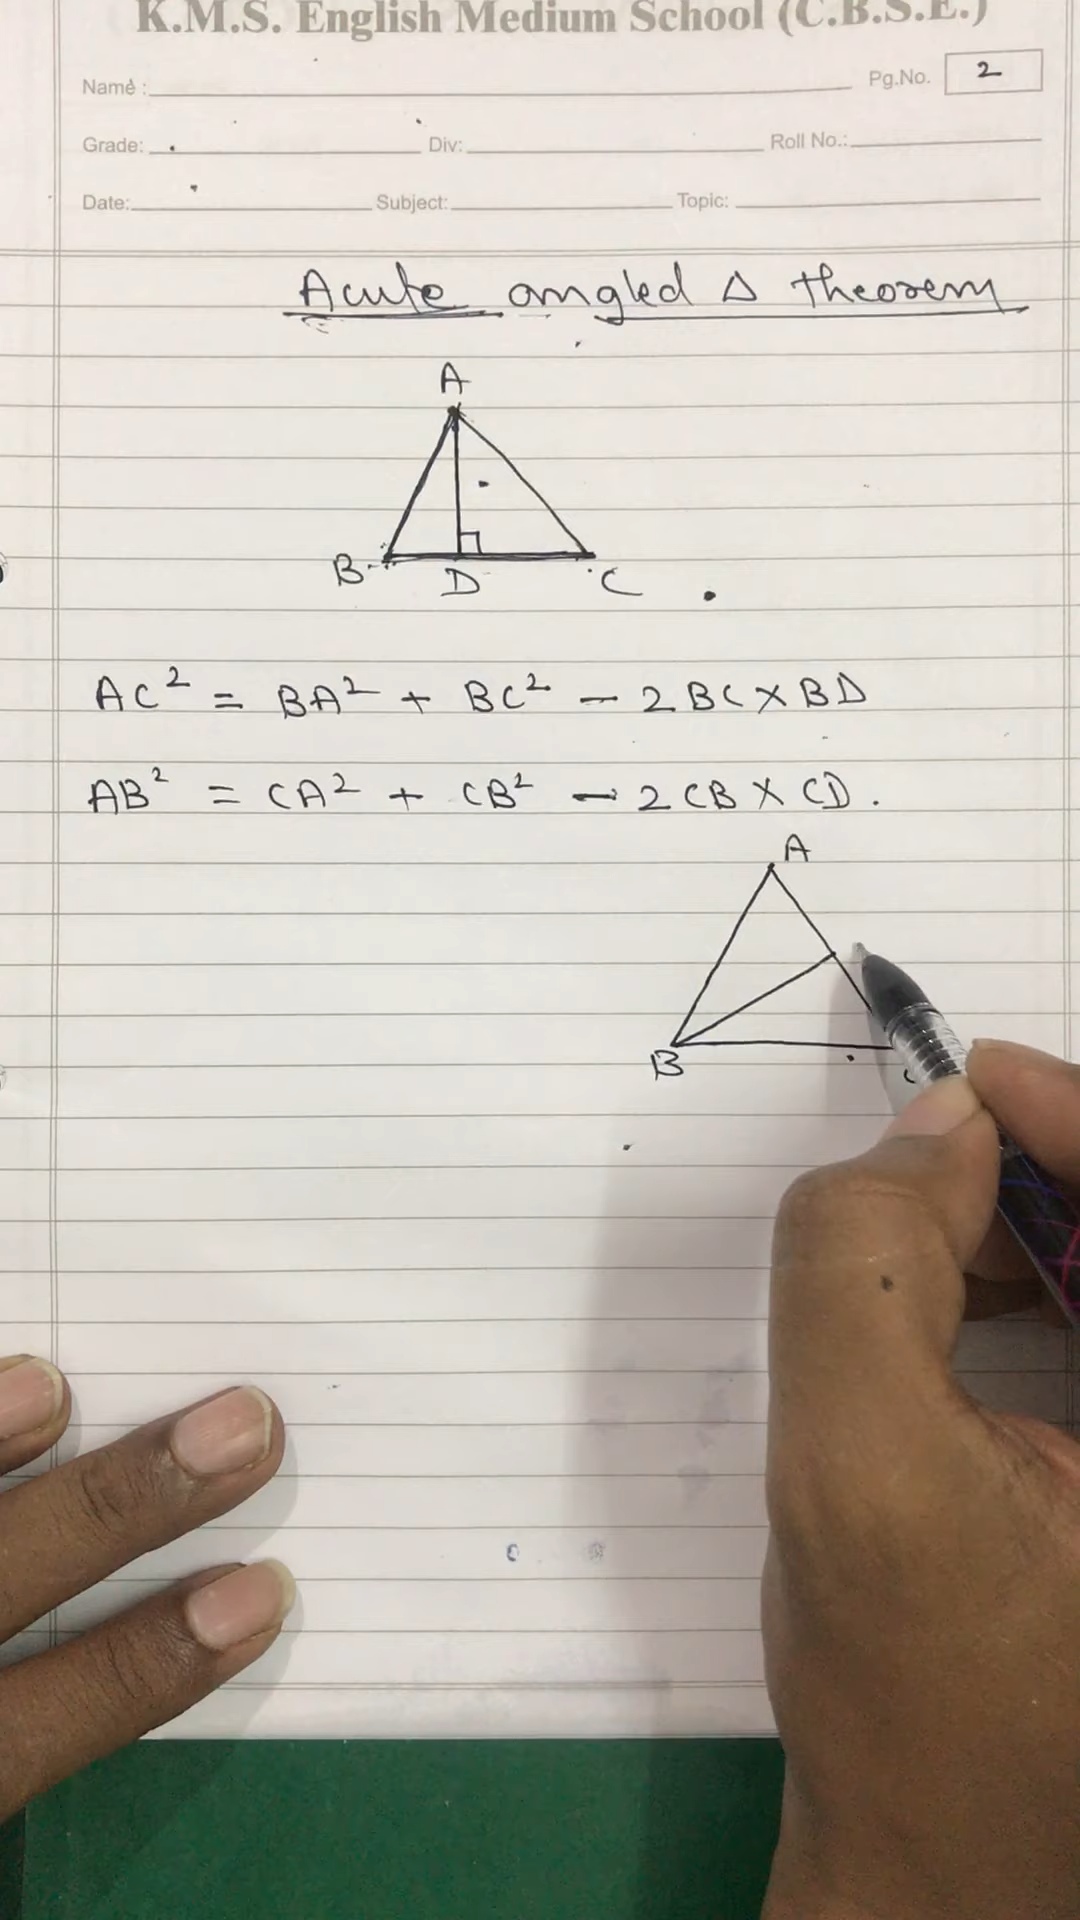 K.M.S. English Medium School (C.B.S.E.)
Name :
Pg.No. 2
Grade: Div: Roll No.:
Date: Subject: Topic:
Acute angled Δ theorem
A
B D C
AC² = BA² + BC² - 2BC×BD
AB² = CA² + CB² - 2CB × CD.
A
B